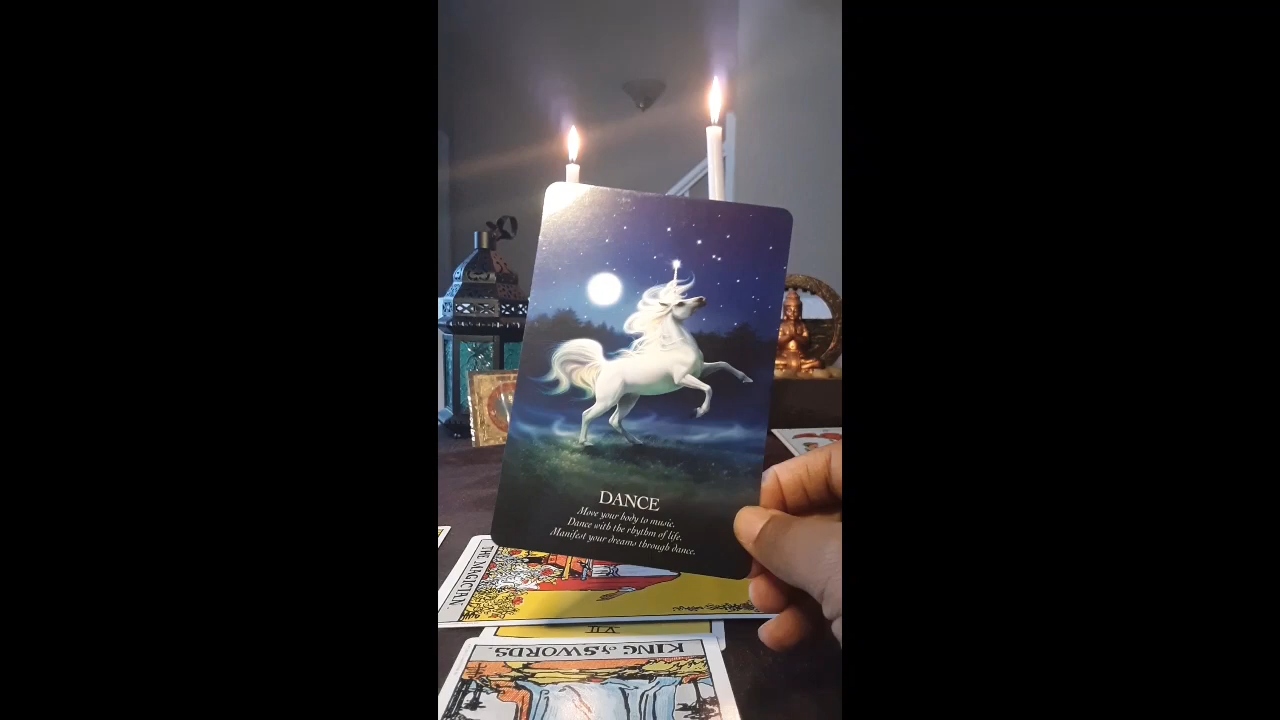 DANCE
Move your body to music.
Dance with the rhythm of life.
Manifest your dreams through dance.
THE MAGICIAN.
VII
KING of SWORDS.